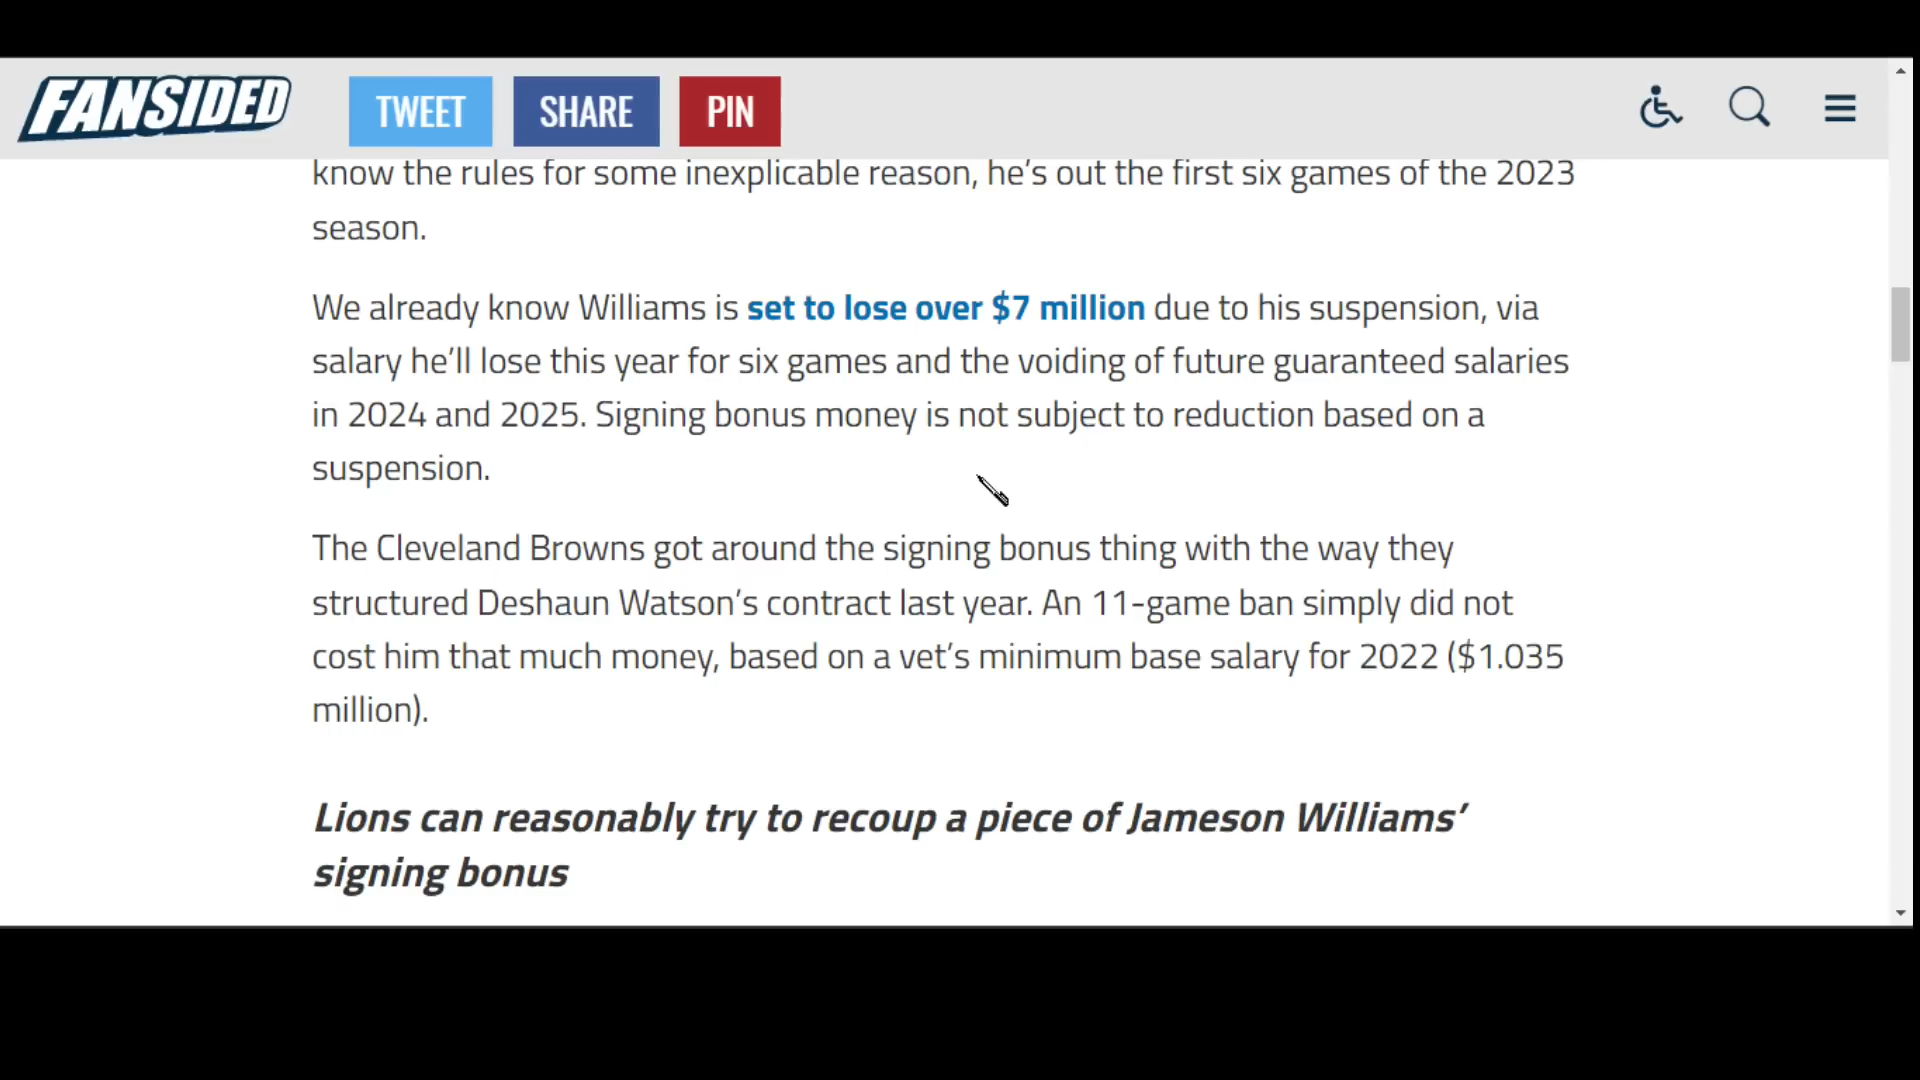 FANSIDED
TWEET
SHARE
PIN
know the rules for some inexplicable reason, he’s out the first six games of the 2023
season.
We already know Williams is set to lose over $7 million due to his suspension, via
salary he’ll lose this year for six games and the voiding of future guaranteed salaries
in 2024 and 2025. Signing bonus money is not subject to reduction based on a
suspension.
The Cleveland Browns got around the signing bonus thing with the way they
structured Deshaun Watson’s contract last year. An 11-game ban simply did not
cost him that much money, based on a vet’s minimum base salary for 2022 ($1.035
million).
Lions can reasonably try to recoup a piece of Jameson Williams’
signing bonus